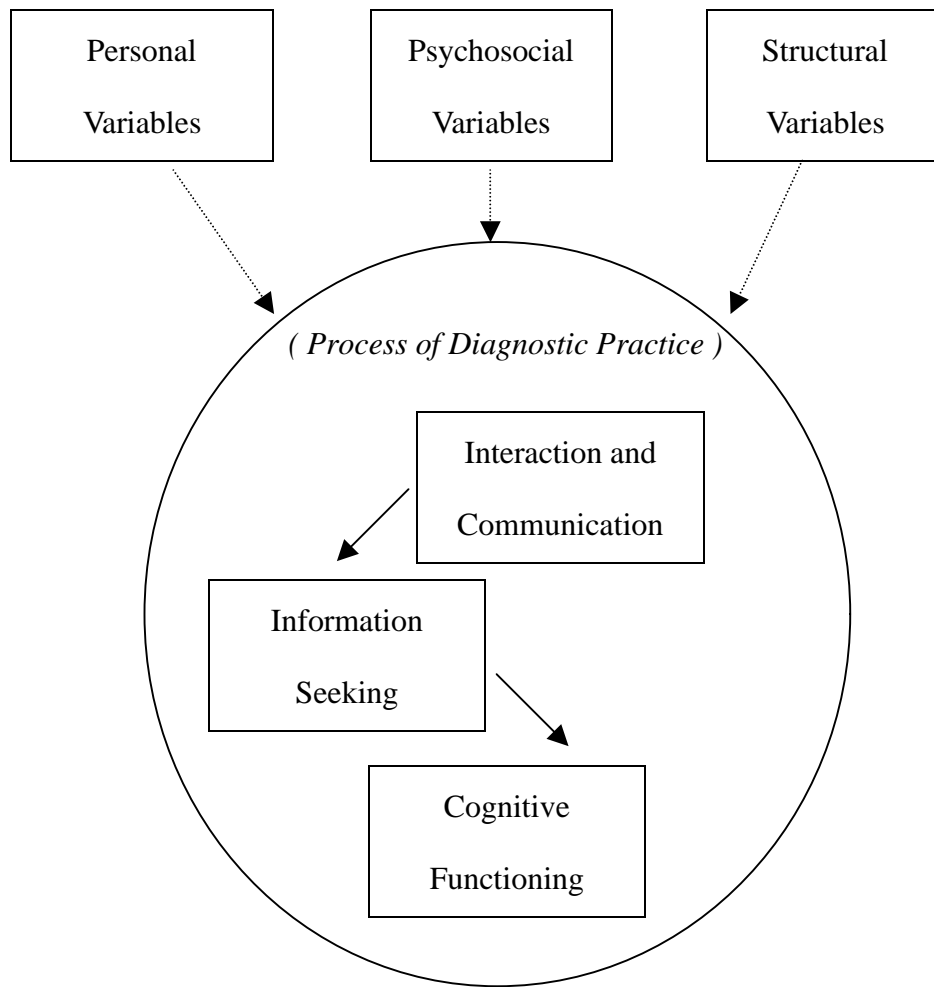 Personal
Variables
Psychosocial
Variables
Structural
Variables
( Process of Diagnostic Practice )
Interaction and
Communication
Information
Seeking
Cognitive
Functioning